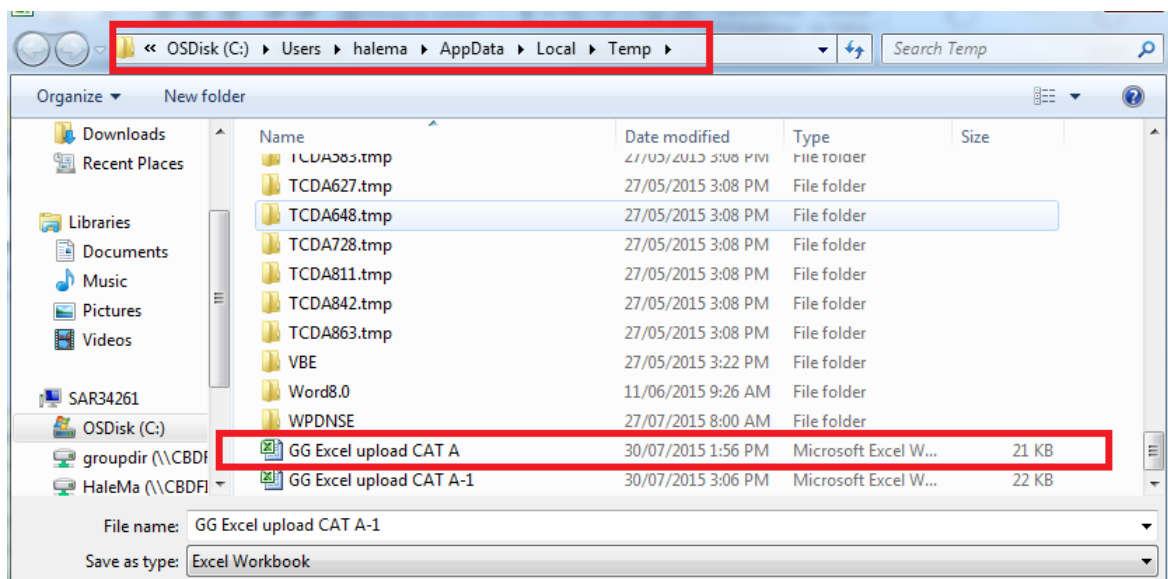 « OSDisk (C:) ▸ Users ▸ halema ▸ AppData ▸ Local ▸ Temp ▸ Search Temp
Organize ▾ New folder
Name Date modified Type Size
Downloads
Recent Places
Libraries
Documents
Music
Pictures
Videos
SAR34261
OSDisk (C:)
groupdir (\\CBDF
HaleMa (\\CBDFI
TCDA583.tmp 27/05/2015 3:08 PM File folder
TCDA627.tmp 27/05/2015 3:08 PM File folder
TCDA648.tmp 27/05/2015 3:08 PM File folder
TCDA728.tmp 27/05/2015 3:08 PM File folder
TCDA811.tmp 27/05/2015 3:08 PM File folder
TCDA842.tmp 27/05/2015 3:08 PM File folder
TCDA863.tmp 27/05/2015 3:08 PM File folder
VBE 27/05/2015 3:22 PM File folder
Word8.0 11/06/2015 9:26 AM File folder
WPDNSE 27/07/2015 8:00 AM File folder
GG Excel upload CAT A 30/07/2015 1:56 PM Microsoft Excel W... 21 KB
GG Excel upload CAT A-1 30/07/2015 3:06 PM Microsoft Excel W... 22 KB
File name: GG Excel upload CAT A-1
Save as type: Excel Workbook